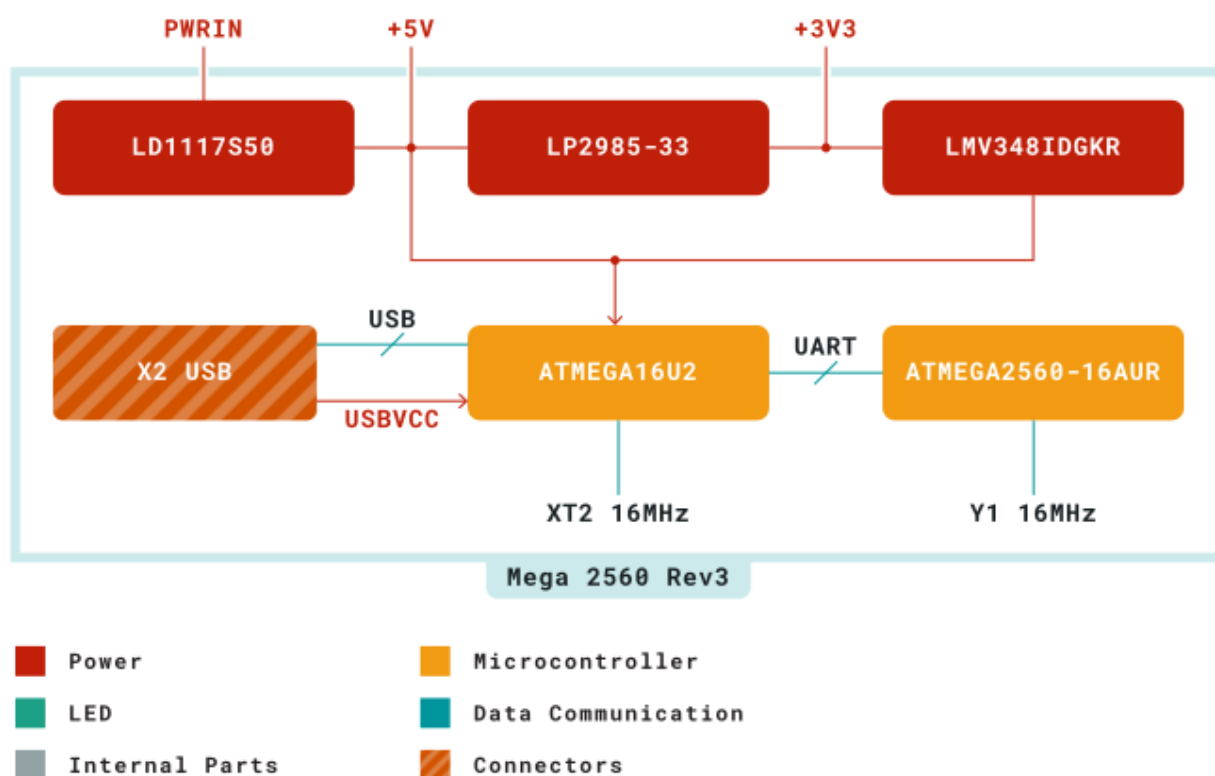 PWRIN
+5V
+3V3
LD1117S50
LP2985-33
LMV348IDGKR
USB
UART
X2 USB
ATMEGA16U2
ATMEGA2560-16AUR
USBVCC
XT2 16MHz
Y1 16MHz
Mega 2560 Rev3
Power
Microcontroller
LED
Data Communication
Internal Parts
Connectors